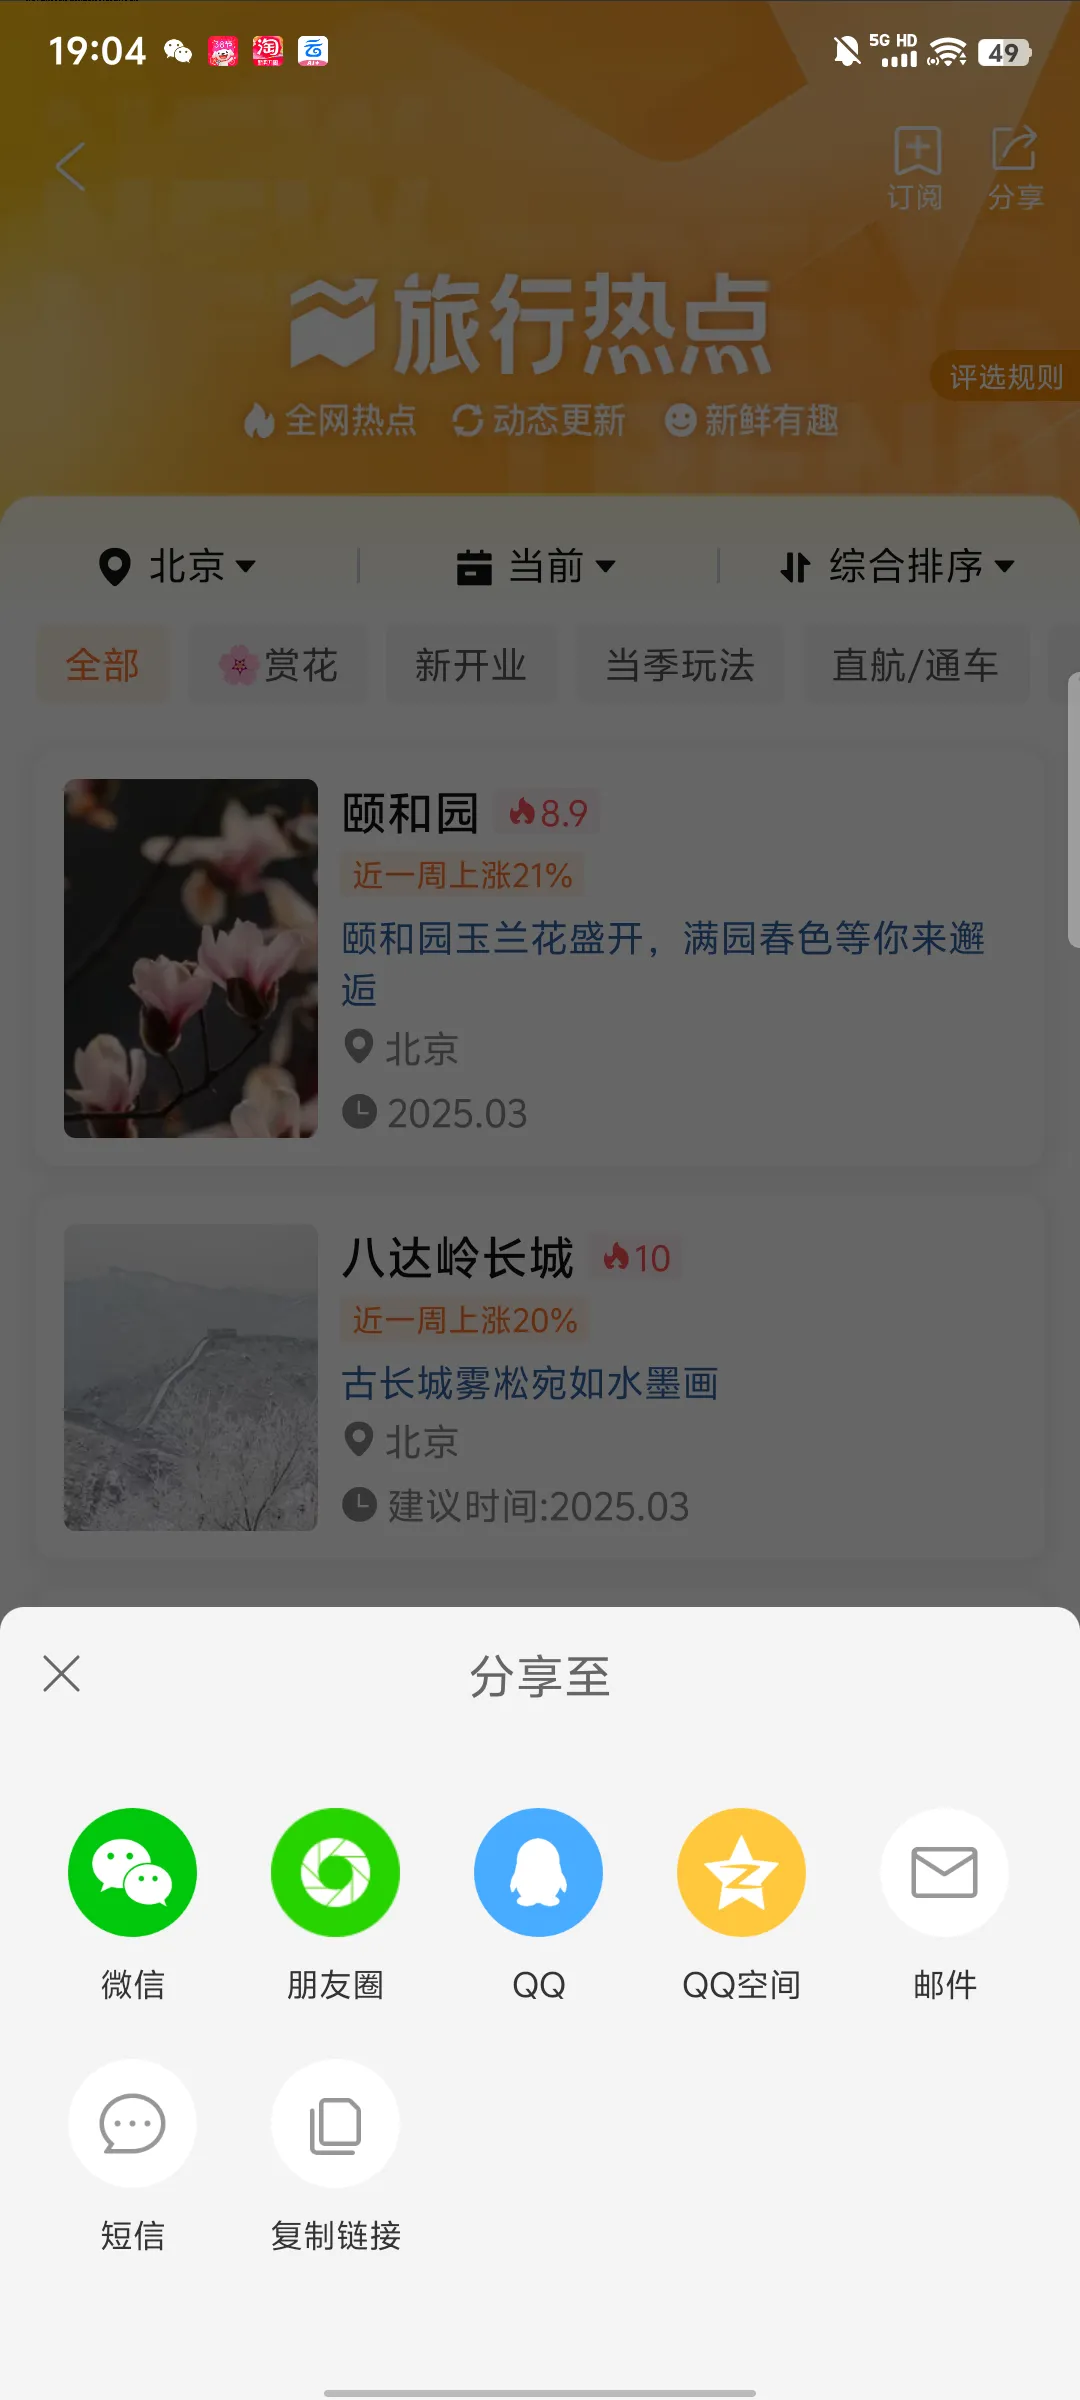 19:04
5G HD
49
订阅
分享
旅行热点
评选规则
全网热点 动态更新 新鲜有趣
北京 当前 综合排序
全部 赏花 新开业 当季玩法 直航/通车
颐和园 8.9
近一周上涨21%
颐和园玉兰花盛开，满园春色等你来邂
逅
北京
2025.03
八达岭长城 10
近一周上涨20%
古长城雾凇宛如水墨画
北京
建议时间:2025.03
分享至
微信 朋友圈 QQ QQ空间 邮件
短信 复制链接